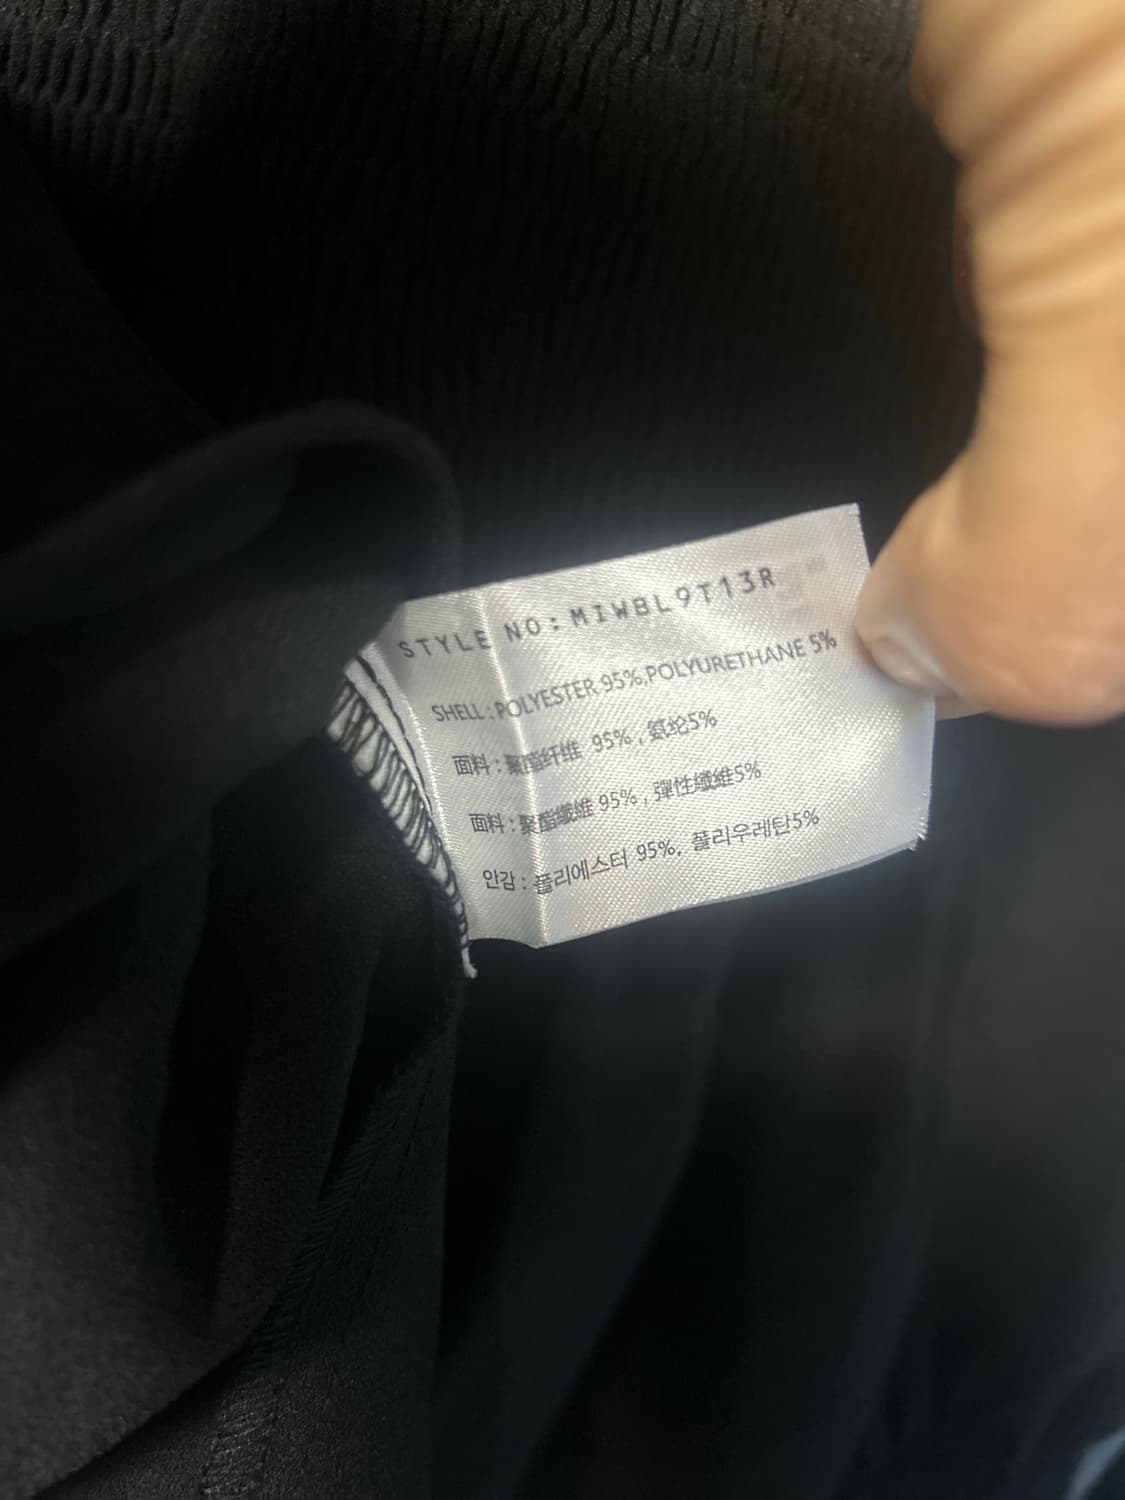 STYLE NO:MIWBL9T13R
SHELL:POLYESTER 95%,POLYURETHANE 5%
面料:聚酯纤维 95%,氨纶5%
面料:聚酯纖維 95%,彈性纖維5%
안감: 폴리에스터 95%, 플리우레탄5%